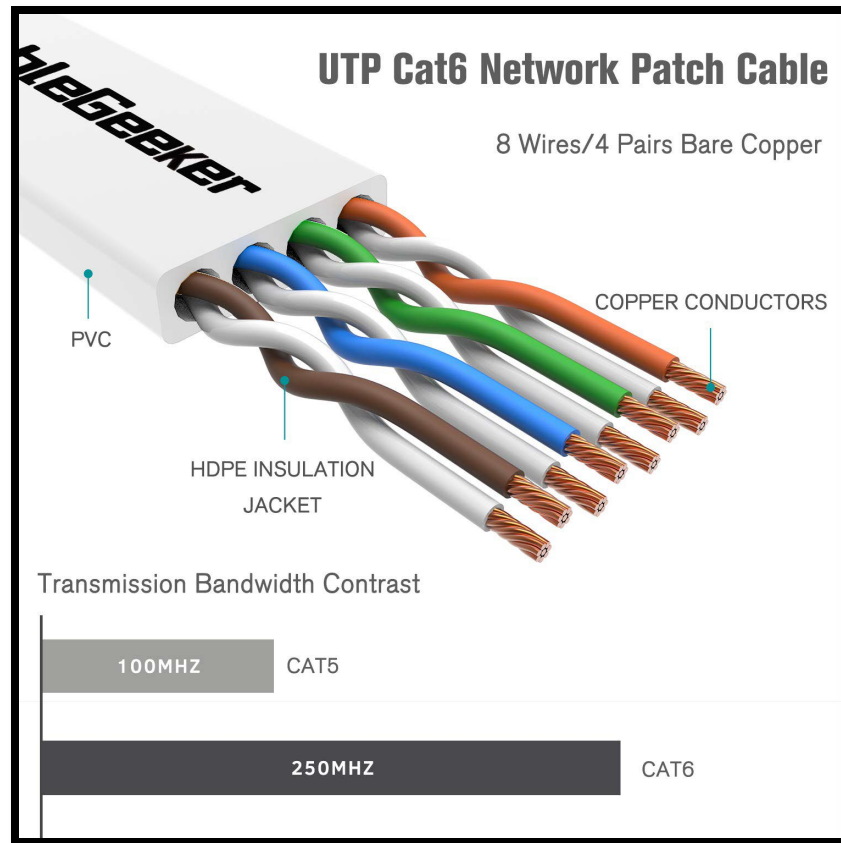 bleGeeker
UTP Cat6 Network Patch Cable
8 Wires/4 Pairs Bare Copper
COPPER CONDUCTORS
PVC
HDPE INSULATION
JACKET
Transmission Bandwidth Contrast
100MHZ CAT5
250MHZ CAT6